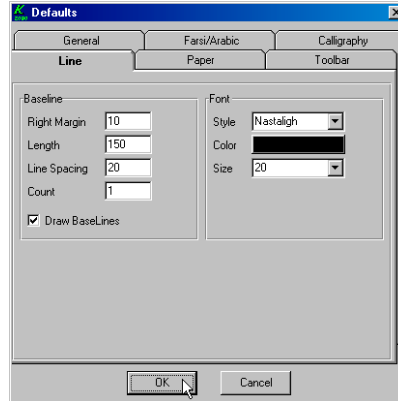 Defaults
General Farsi/Arabic Calligraphy
Line Paper Toolbar
Baseline Font
Right Margin 10 Style Nastaligh
Length 150 Color
Line Spacing 20 Size 20
Count 1
Draw BaseLines
OK Cancel